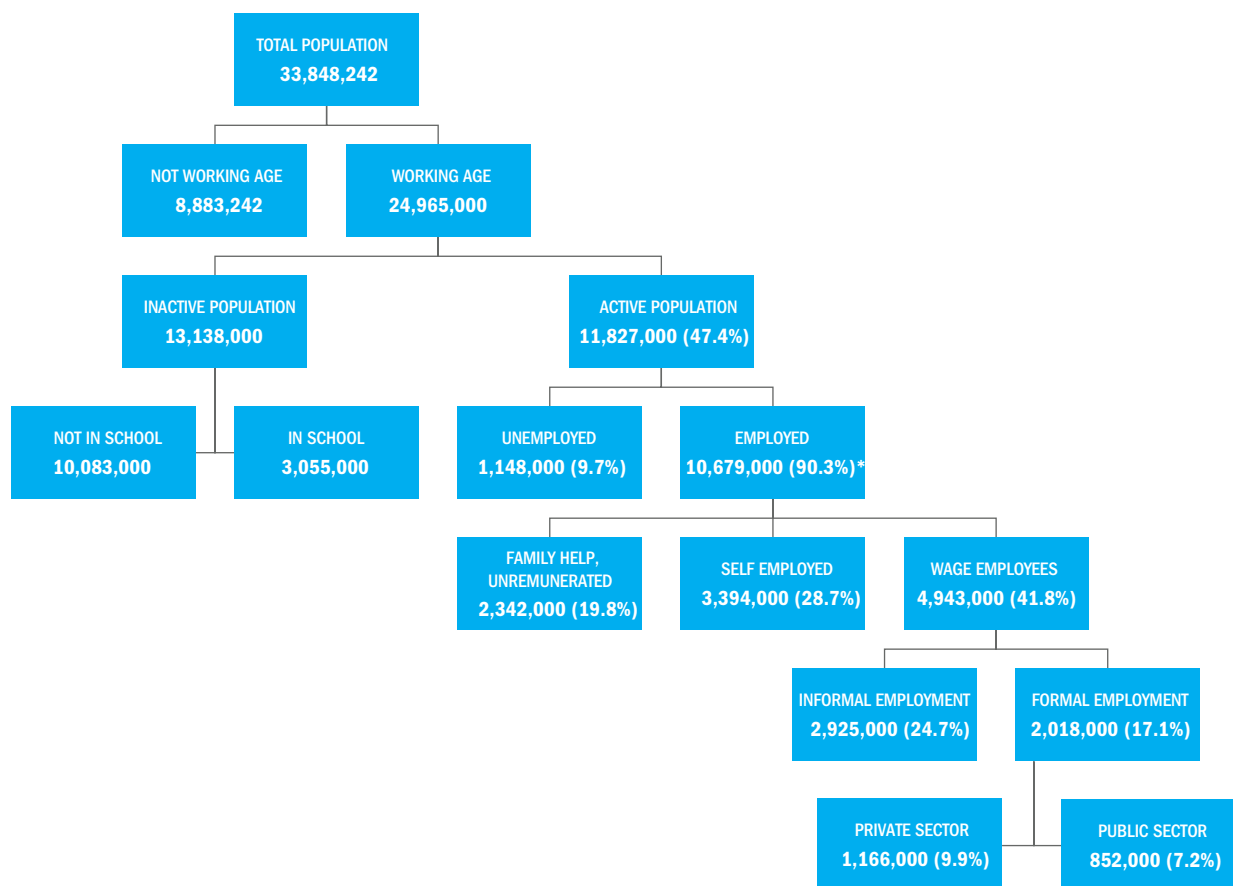 TOTAL POPULATION
33,848,242
NOT WORKING AGE
8,883,242
WORKING AGE
24,965,000
INACTIVE POPULATION
13,138,000
ACTIVE POPULATION
11,827,000 (47.4%)
NOT IN SCHOOL
10,083,000
IN SCHOOL
3,055,000
UNEMPLOYED
1,148,000 (9.7%)
EMPLOYED
10,679,000 (90.3%)*
FAMILY HELP,
UNREMUNERATED
2,342,000 (19.8%)
SELF EMPLOYED
3,394,000 (28.7%)
WAGE EMPLOYEES
4,943,000 (41.8%)
INFORMAL EMPLOYMENT
2,925,000 (24.7%)
FORMAL EMPLOYMENT
2,018,000 (17.1%)
PRIVATE SECTOR
1,166,000 (9.9%)
PUBLIC SECTOR
852,000 (7.2%)